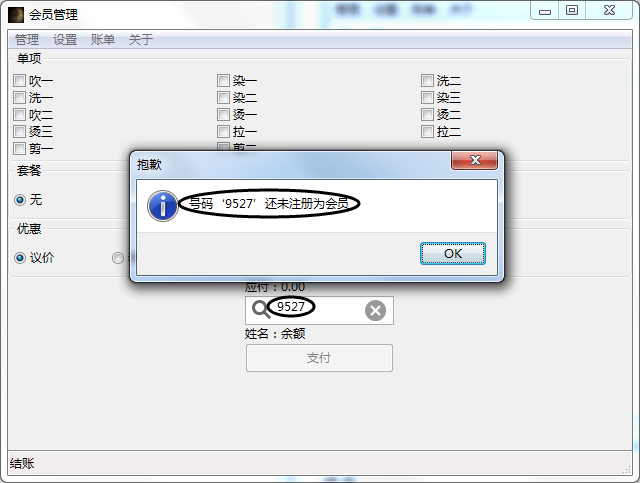 会员管理
管理 设置 账单 关于
单项
吹一 染一 洗二
洗一 染二 染三
吹二 烫一 烫二
烫三 拉一 拉二
剪一 剪二
套餐
无
优惠
议价
抱歉
号码‘9527’还未注册为会员
OK
应付：0.00
9527
姓名：余额
支付
结账